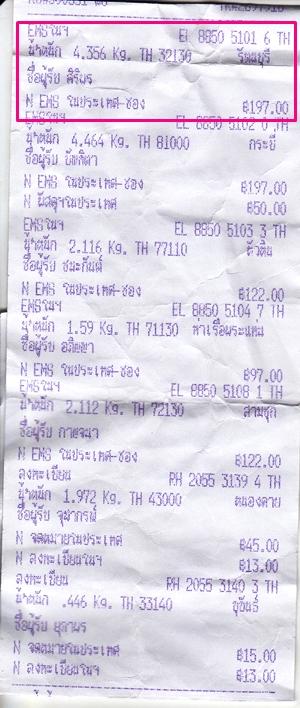 EMSในฯ EL 8850 5101 6 TH
น้ำหนัก 4.356 Kg. TH 32130 รัตนบุรี
ชื่อผู้รับ ศิริพร
N EMS ในประเทศ-ซอง ฿197.00
EMSในฯ EL 8850 5102 0 TH
น้ำหนัก 4.464 Kg. TH 81000 กระบี่
ชื่อผู้รับ
N EMS ในประเทศ-ซอง ฿197.00
N พัสดุฯในประเทศ ฿50.00
EMSในฯ EL 8850 5103 3 TH
น้ำหนัก 2.116 Kg. TH 77110 หัวหิน
ชื่อผู้รับ ชนะกันต์
N EMS ในประเทศ-ซอง ฿122.00
EMSในฯ EL 8850 5104 7 TH
น้ำหนัก 1.59 Kg. TH 71130 ท่าเรือพระแท่น
ชื่อผู้รับ อภิญญา
N EMS ในประเทศ-ซอง ฿97.00
EMSในฯ EL 8850 5108 1 TH
น้ำหนัก 2.112 Kg. TH 72130 สามชุก
ชื่อผู้รับ กาญจนา
N EMS ในประเทศ-ซอง ฿122.00
ลงทะเบียน RH 2055 3139 4 TH
น้ำหนัก 1.972 Kg. TH 43000 หนองคาย
ชื่อผู้รับ จุฬากรณ์
N จดหมายในประเทศ ฿45.00
N ลงทะเบียนในฯ ฿13.00
ลงทะเบียน RH 2055 3140 3 TH
น้ำหนัก .446 Kg. TH 33140 ขุขันธ์
ชื่อผู้รับ ยุภาพร
N จดหมายในประเทศ ฿15.00
N ลงทะเบียนในฯ ฿13.00